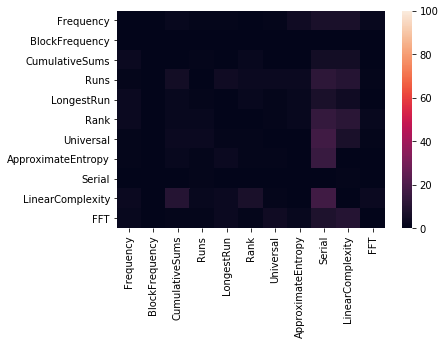 Frequency
BlockFrequency
CumulativeSums
Runs
LongestRun
Rank
Universal
ApproximateEntropy
Serial
LinearComplexity
FFT
Frequency
BlockFrequency
CumulativeSums
Runs
LongestRun
Rank
Universal
ApproximateEntropy
Serial
LinearComplexity
FFT
100
80
60
40
20
0